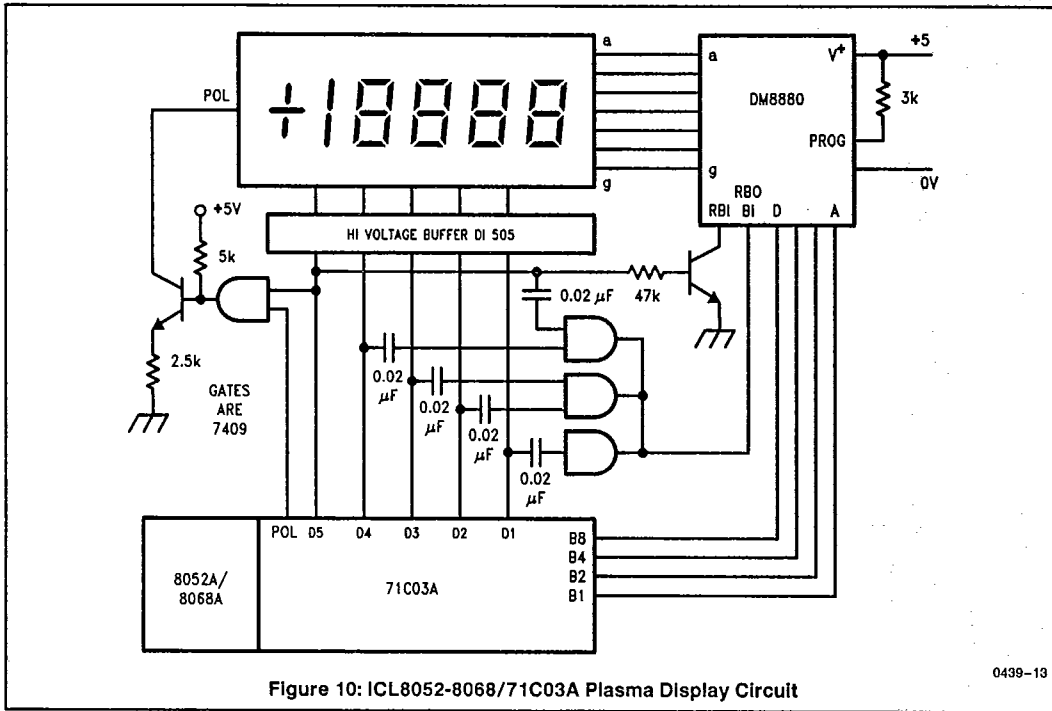 a
a
V+
+5
POL
+18888
DM8880
3k
PROG
g
g
0V
RBO
RBI
BI
D
A
+5V
HI VOLTAGE BUFFER DI 505
5k
0.02 µF
47k
2.5k
0.02
µF
GATES
ARE
7409
0.02
µF
0.02
µF
0.02
µF
POL
D5
D4
D3
D2
D1
B8
B4
B2
B1
8052A/
8068A
71C03A
0439-13
Figure 10: ICL8052-8068/71C03A Plasma Display Circuit